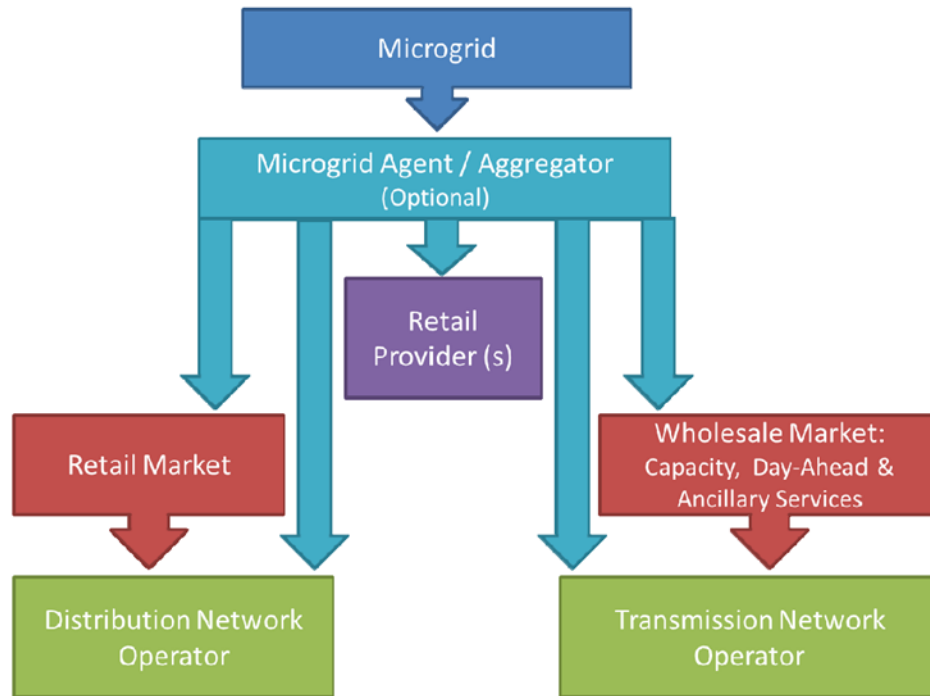 Microgrid
Microgrid Agent / Aggregator
(Optional)
Retail
Provider (s)
Retail Market
Wholesale Market:
Capacity, Day-Ahead &
Ancillary Services
Distribution Network
Operator
Transmission Network
Operator